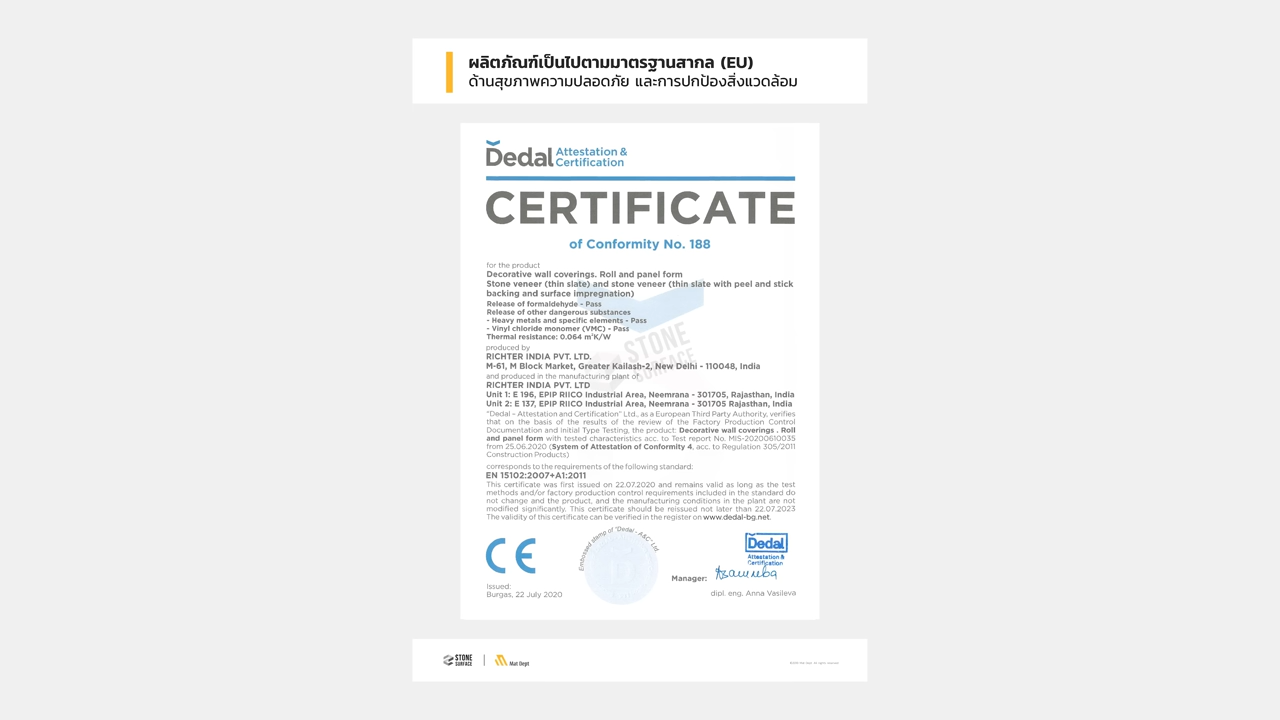 ผลิตภัณฑ์เป็นไปตามมาตรฐานสากล (EU)
ด้านสุขภาพความปลอดภัย และการปกป้องสิ่งแวดล้อม
Dedal Attestation & Certification
CERTIFICATE
of Conformity No. 188
for the product
Decorative wall coverings. Roll and panel form
Stone veneer (thin slate) and stone veneer (thin slate with peel and stick
backing and surface impregnation)
Release of formaldehyde - Pass
Release of other dangerous substances
- Heavy metals and specific elements - Pass
- Vinyl chloride monomer (VMC) - Pass
Thermal resistance: 0.064 m²K/W
STONE
SURFACE
produced by
RICHTER INDIA PVT. LTD.
M-61, M Block Market, Greater Kailash-2, New Delhi - 110048, India
and produced in the manufacturing plant of
RICHTER INDIA PVT. LTD
Unit 1: E 196, EPIP RIICO Industrial Area, Neemrana - 301705, Rajasthan, India
Unit 2: E 137, EPIP RIICO Industrial Area, Neemrana - 301705 Rajasthan, India
"Dedal – Attestation and Certification" Ltd., as a European Third Party Authority, verifies
that on the basis of the results of the review of the Factory Production Control
Documentation and Initial Type Testing, the product: Decorative wall coverings . Roll
and panel form with tested characteristics acc. to Test report No. MIS-20200610035
from 25.06.2020 (System of Attestation of Conformity 4, acc. to Regulation 305/2011
Construction Products)
corresponds to the requirements of the following standard:
EN 15102:2007+A1:2011
This certificate was first issued on 22.07.2020 and remains valid as long as the test
methods and/or factory production control requirements included in the standard do
not change and the product, and the manufacturing conditions in the plant are not
modified significantly. This certificate should be reissued not later than 22.07.2023
The validity of this certificate can be verified in the register on www.dedal-bg.net.
CE
Embossed stamp of "Dedal - A&C" Ltd.
Dedal
Attestation &
Certification
Manager:
Issued:
Burgas, 22 July 2020
dipl. eng. Anna Vasileva
STONE
SURFACE
Mat Dept